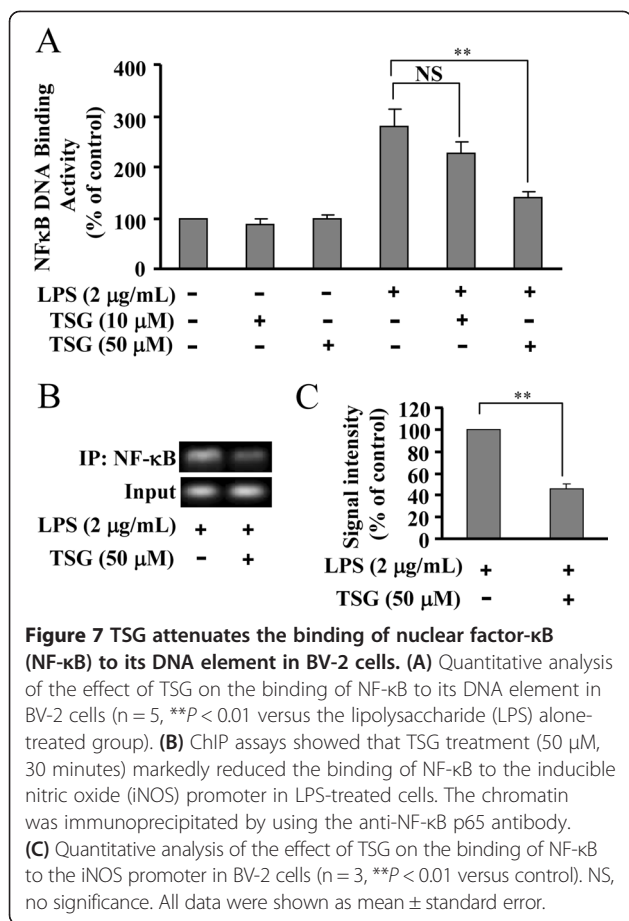 A
NFκB DNA Binding
Activity
(% of control)
400
300
200
100
0
**
NS
LPS (2 μg/mL) – – – + + +
TSG (10 μM) – + – – + –
TSG (50 μM) – – + – – +
B
IP: NF-κB
Input
LPS (2 μg/mL) + +
TSG (50 μM) – +
C
Signal intensity
(% of control)
120
100
80
60
40
20
0
**
LPS (2 μg/mL) + +
TSG (50 μM) – +
Figure 7 TSG attenuates the binding of nuclear factor-κB
(NF-κB) to its DNA element in BV-2 cells. (A) Quantitative analysis
of the effect of TSG on the binding of NF-κB to its DNA element in
BV-2 cells (n = 5, **P < 0.01 versus the lipolysaccharide (LPS) alone-
treated group). (B) ChIP assays showed that TSG treatment (50 μM,
30 minutes) markedly reduced the binding of NF-κB to the inducible
nitric oxide (iNOS) promoter in LPS-treated cells. The chromatin
was immunoprecipitated by using the anti-NF-κB p65 antibody.
(C) Quantitative analysis of the effect of TSG on the binding of NF-κB
to the iNOS promoter in BV-2 cells (n = 3, **P < 0.01 versus control). NS,
no significance. All data were shown as mean ± standard error.